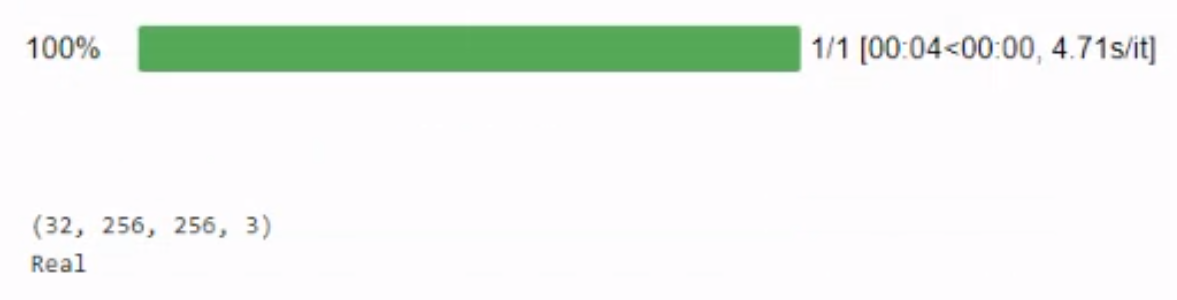 100% 1/1 [00:04<00:00, 4.71s/it]
(32, 256, 256, 3)
Real